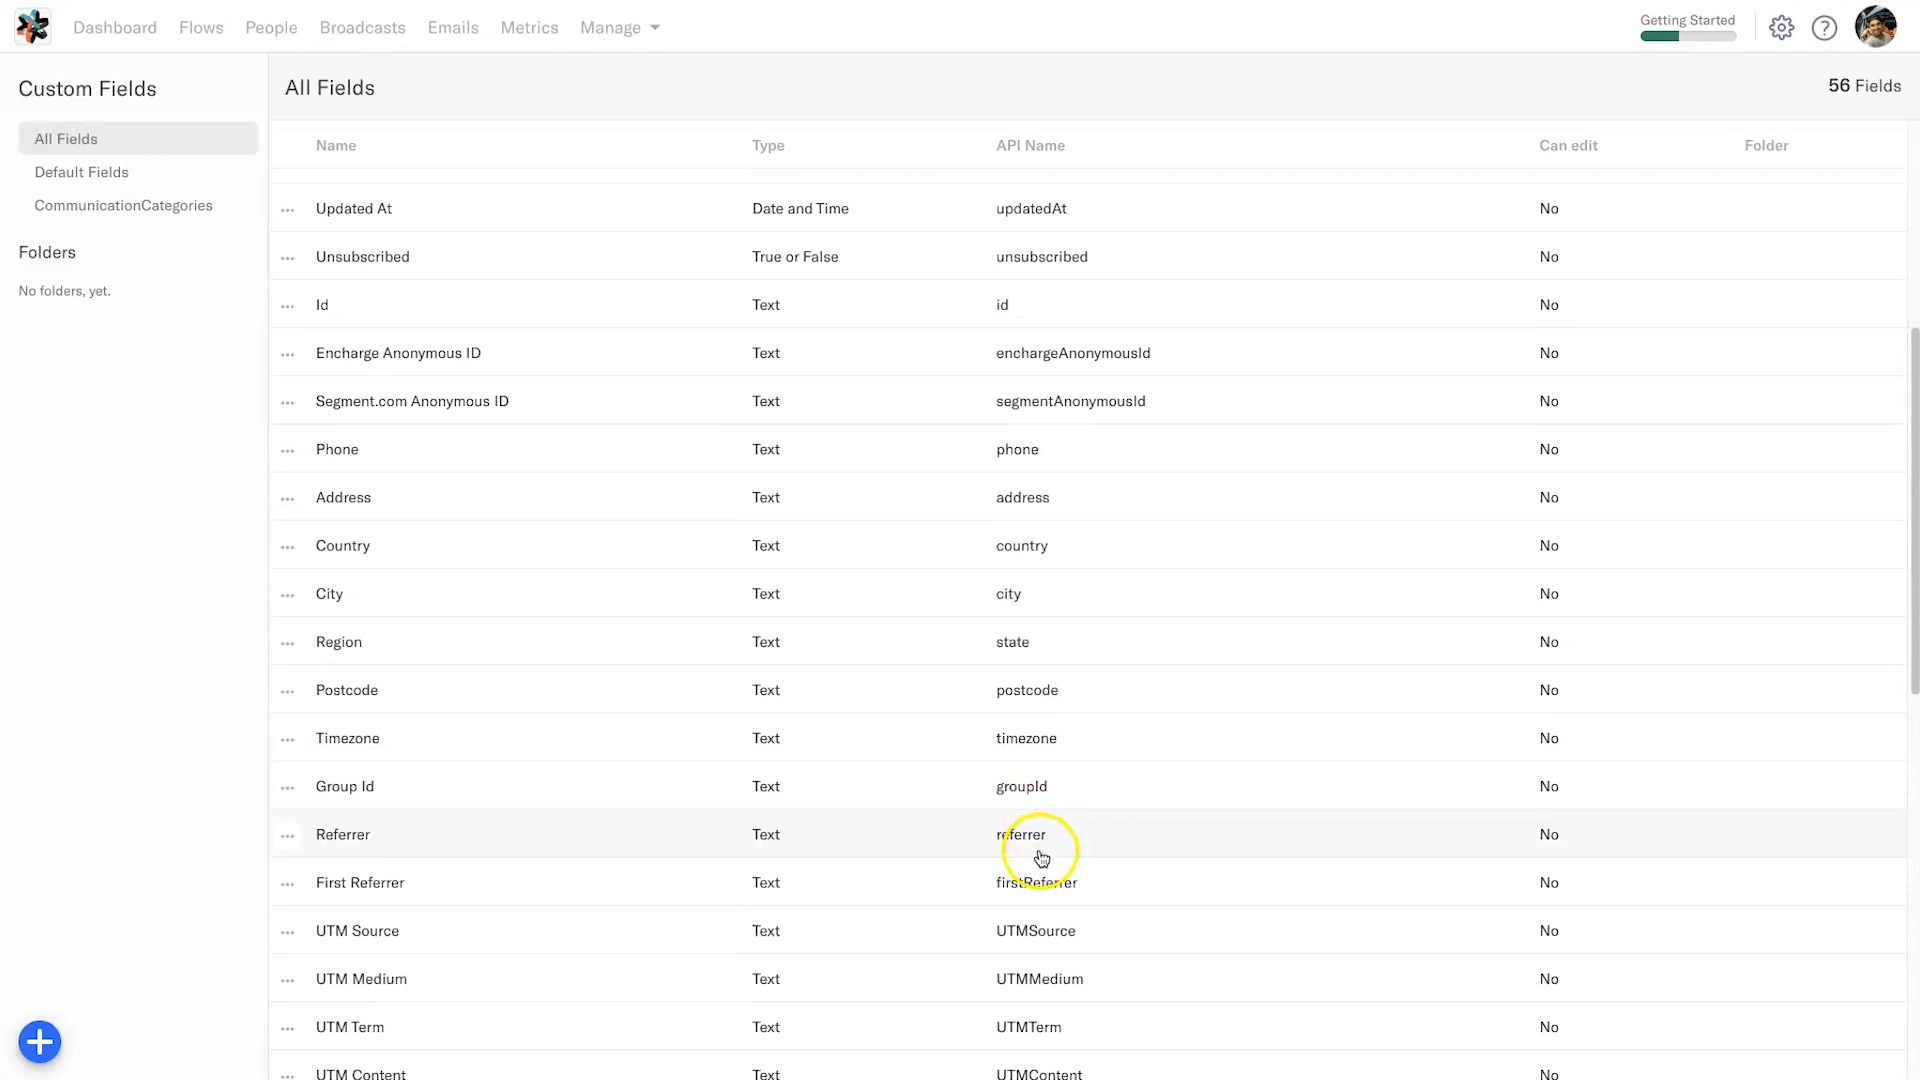 Dashboard Flows People Broadcasts Emails Metrics Manage Getting Started
Custom Fields
All Fields
Default Fields
CommunicationCategories
Folders
No folders, yet.
All Fields 56 Fields
Name Type API Name Can edit Folder
Updated At Date and Time updatedAt No
Unsubscribed True or False unsubscribed No
Id Text id No
Encharge Anonymous ID Text enchargeAnonymousId No
Segment.com Anonymous ID Text segmentAnonymousId No
Phone Text phone No
Address Text address No
Country Text country No
City Text city No
Region Text state No
Postcode Text postcode No
Timezone Text timezone No
Group Id Text groupId No
Referrer Text referrer No
First Referrer Text firstReferrer No
UTM Source Text UTMSource No
UTM Medium Text UTMMedium No
UTM Term Text UTMTerm No
UTM Content Text UTMContent No